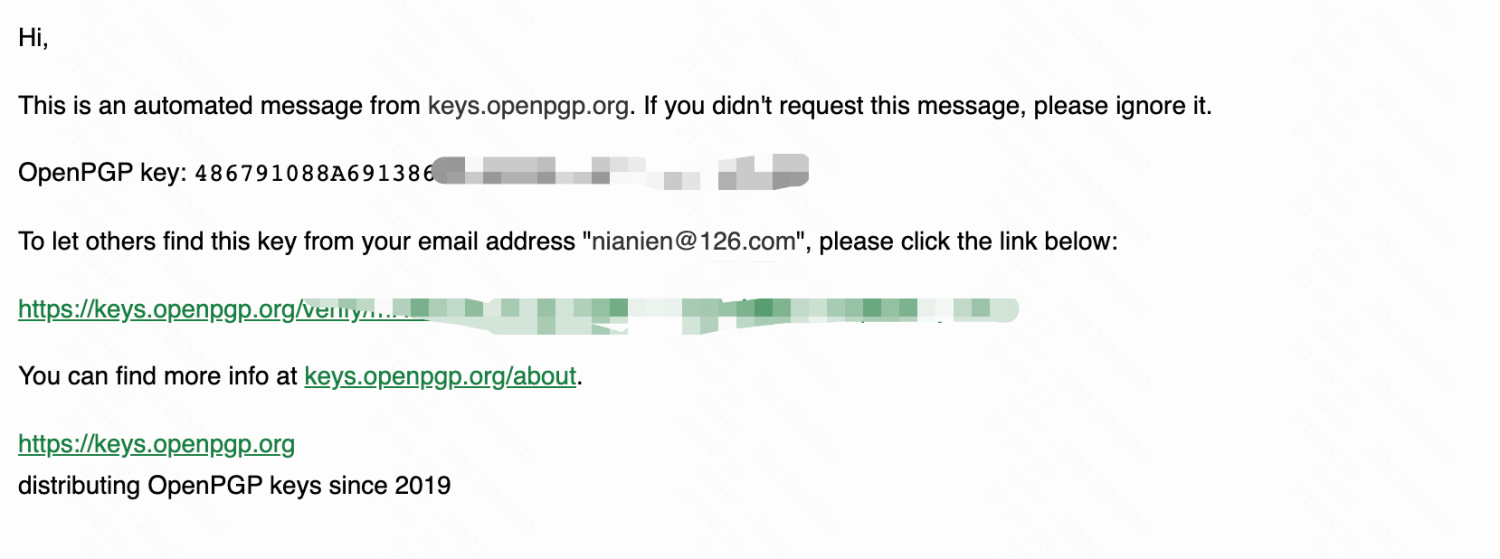 Hi,
This is an automated message from keys.openpgp.org. If you didn't request this message, please ignore it.
OpenPGP key: 486791088A691386
To let others find this key from your email address "nianien@126.com", please click the link below:
https://keys.openpgp.org/verify/
You can find more info at keys.openpgp.org/about.
https://keys.openpgp.org
distributing OpenPGP keys since 2019